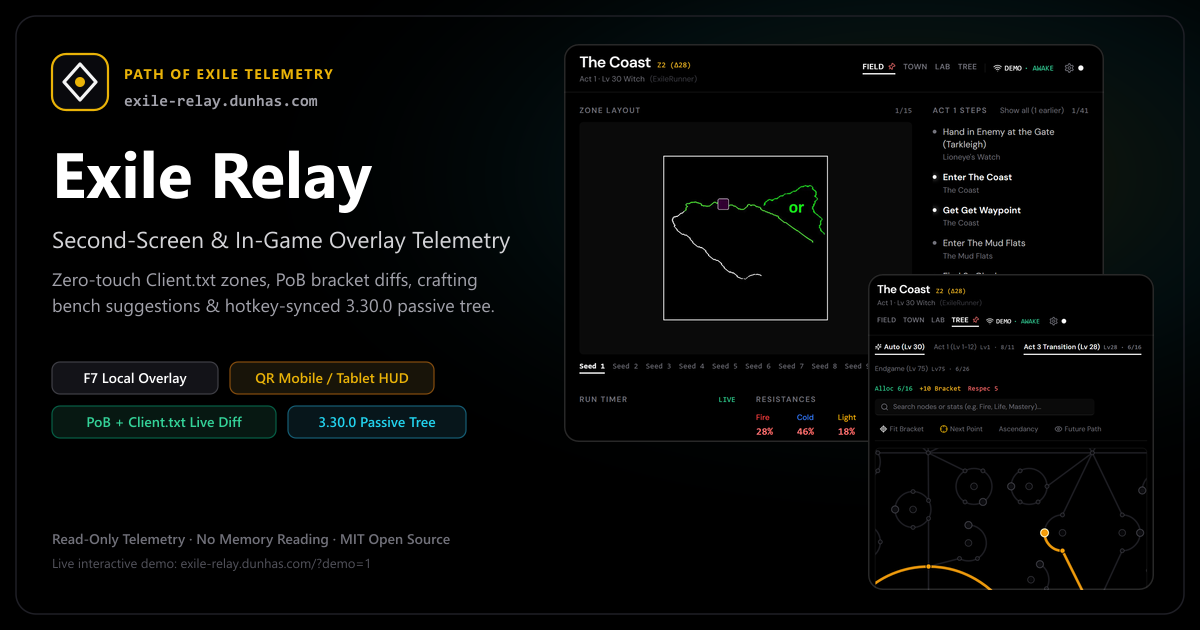 PATH OF EXILE TELEMETRY
exile-relay.dunhas.com
Exile Relay
Second-Screen & In-Game Overlay Telemetry
Zero-touch Client.txt zones, PoB bracket diffs, crafting
bench suggestions & hotkey-synced 3.30.0 passive tree.
F7 Local Overlay
QR Mobile / Tablet HUD
PoB + Client.txt Live Diff
3.30.0 Passive Tree
Read-Only Telemetry · No Memory Reading · MIT Open Source
Live interactive demo: exile-relay.dunhas.com/?demo=1
The Coast Z2 (Δ28)
Act 1 · Lv 30 Witch (ExileRunner)
FIELD TOWN LAB TREE DEMO · AWAKE
ZONE LAYOUT 1/15
or
Seed 1 Seed 2 Seed 3 Seed 4 Seed 5 Seed 6 Seed 7 Seed 8 Seed
RUN TIMER LIVE
RESISTANCES
Fire Cold Light
28% 46% 18%
ACT 1 STEPS Show all (1 earlier) 1/41
Hand in Enemy at the Gate
(Tarkleigh)
Lioneye's Watch
Enter The Coast
The Coast
Get Get Waypoint
The Coast
Enter The Mud Flats
The Mud Flats
The Coast Z2 (Δ28)
Act 1 · Lv 30 Witch (ExileRunner)
FIELD TOWN LAB TREE DEMO · AWAKE
Auto (Lv 30) Act 1 (Lv 1-12) Lv1 · 8/11 Act 3 Transition (Lv 28) Lv28 · 6/16
Endgame (Lv 75) Lv75 · 6/26
Alloc 6/16 +10 Bracket Respec 5
Search nodes or stats (e.g. Fire, Life, Mastery)...
Fit Bracket Next Point Ascendancy Future Path